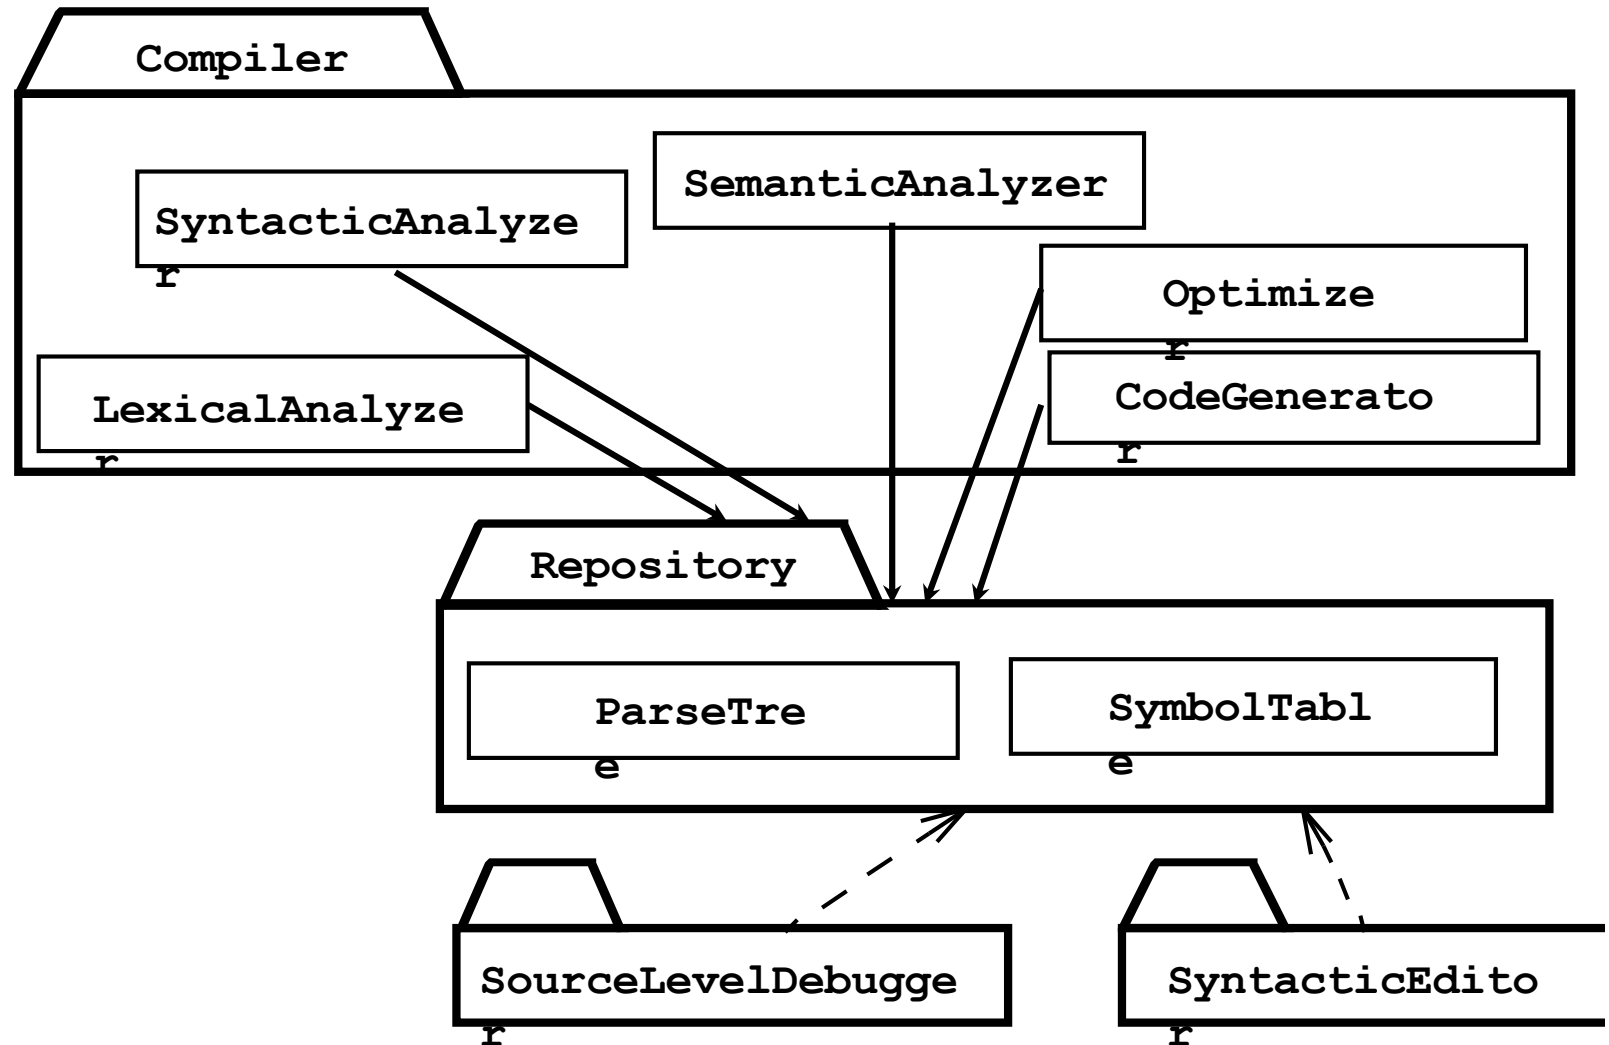 Compiler
SemanticAnalyzer
SyntacticAnalyze
r
Optimize
r
LexicalAnalyze
r
CodeGenerato
r
Repository
ParseTre
e
SymbolTabl
e
SourceLevelDebugge
r
SyntacticEdito
r